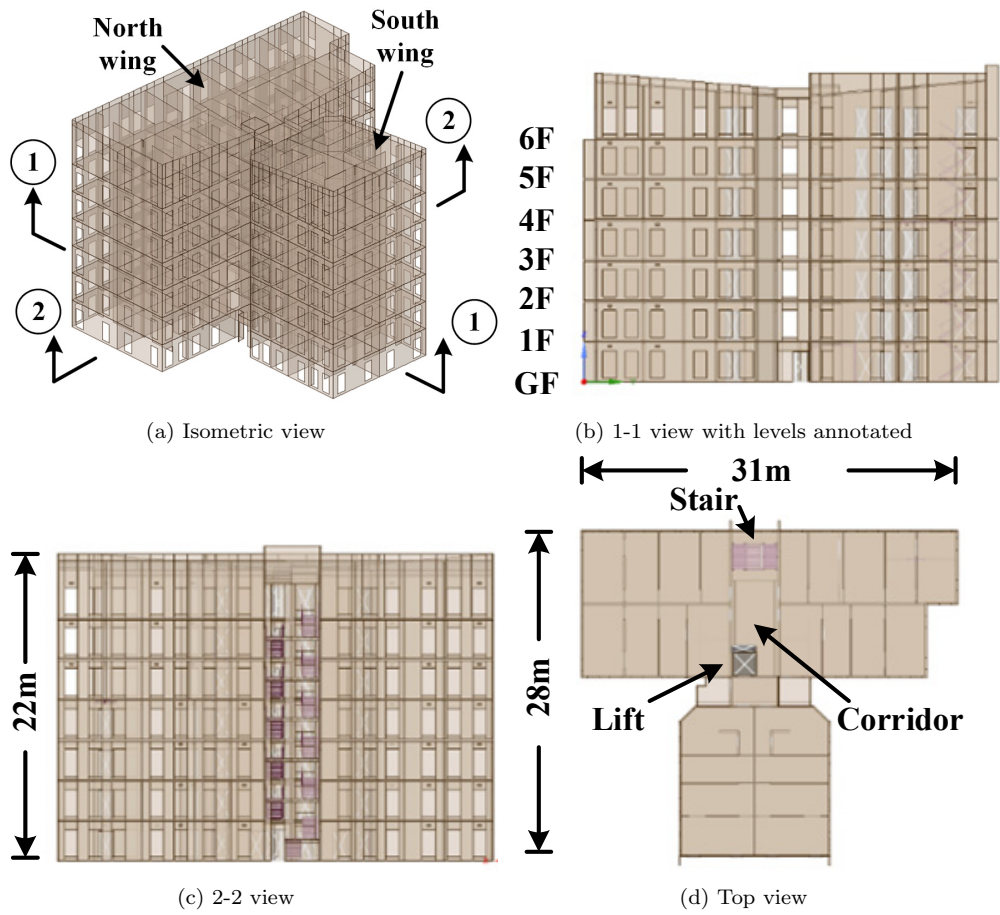 North
wing
South
wing
1
2
2
1
(a) Isometric view
6F
5F
4F
3F
2F
1F
GF
(b) 1-1 view with levels annotated
22m
(c) 2-2 view
31m
Stair
28m
Lift
Corridor
(d) Top view